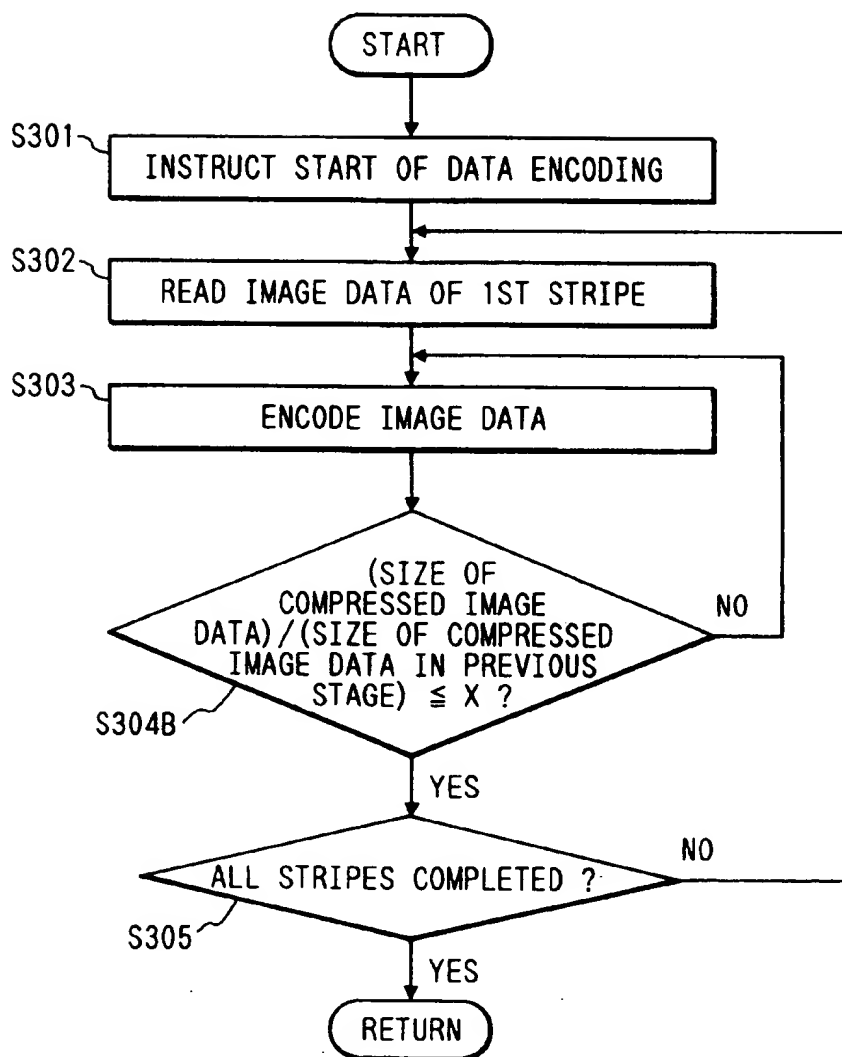 START
S301
INSTRUCT START OF DATA ENCODING
S302
READ IMAGE DATA OF 1ST STRIPE
S303
ENCODE IMAGE DATA
(SIZE OF
COMPRESSED IMAGE
DATA)/(SIZE OF COMPRESSED
IMAGE DATA IN PREVIOUS
STAGE) ≦ X ?
NO
S304B
YES
ALL STRIPES COMPLETED ?
NO
S305
YES
RETURN